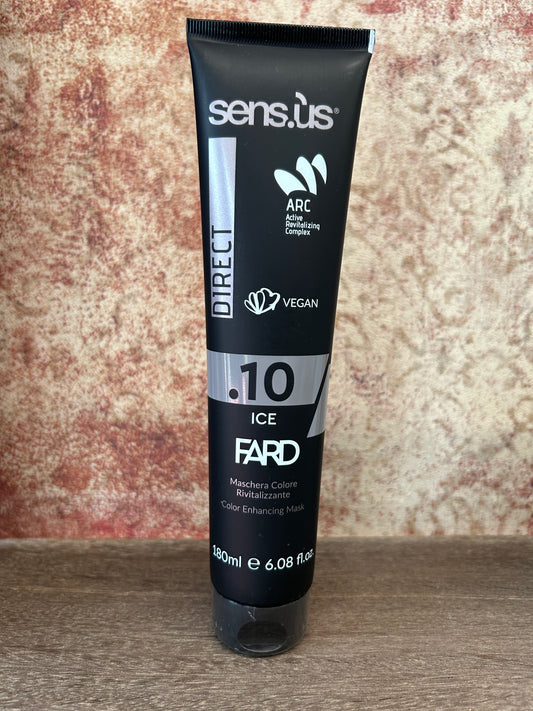 sens.ùs®
DIRECT
ARC
Active
Revitalizing
Complex
VEGAN
.10
ICE
FARD
Maschera Colore
Rivitalizzante
Color Enhancing Mask
180ml e 6.08 fl.oz.